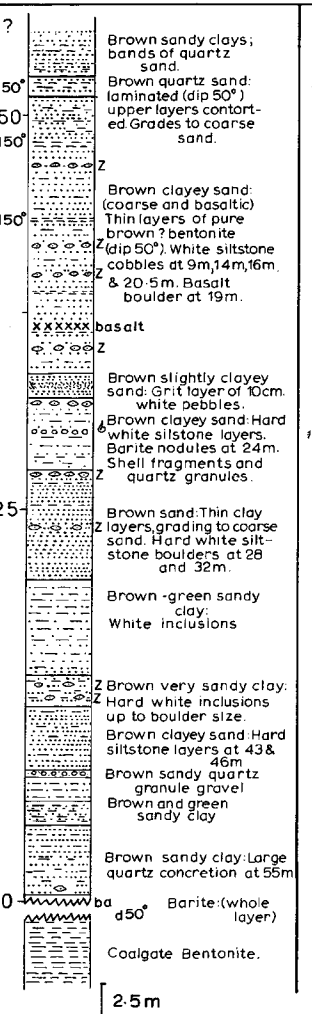 ?
Brown sandy clays;
bands of quartz
sand.
50°
Brown quartz sand:
laminated (dip 50°)
upper layers contort-
ed. Grades to coarse
sand.
50
150°
Z
Brown clayey sand:
(coarse and basaltic)
Thin layers of pure
150°
brown ? bentonite
Z (dip 50°). White siltstone
Z cobbles at 9m,14m,16m
& 20·5m. Basalt
boulder at 19m.
xxxxxx basalt
Z
Brown slightly clayey
sand: Grit layer of 10cm.
white pebbles.
Brown clayey sand: Hard
white silstone layers.
Barite nodules at 24m.
Shell fragments and
Z quartz granules.
25
Brown sand: Thin clay
Z layers, grading to coarse
sand. Hard white silt-
stone boulders at 28
and 32m.
Brown -green sandy
clay:
White inclusions
Z Brown very sandy clay:
Z Hard white inclusions
up to boulder size.
Brown clayey sand: Hard
siltstone layers at 43 &
46m
Brown sandy quartz
granule gravel
Brown and green
sandy clay
Brown sandy clay: Large
quartz concretion at 55m
0
ba Barite: (whole
d50° layer)
Coalgate Bentonite.
2·5m